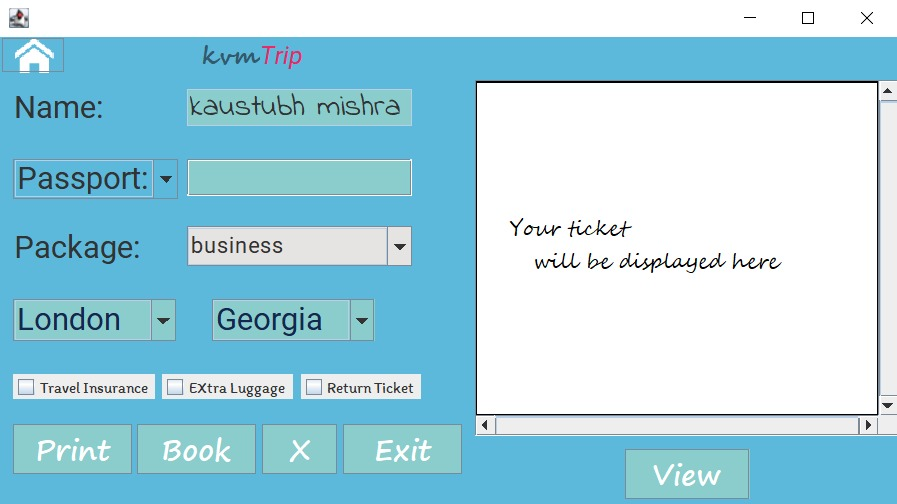 kvmTrip
Name: kaustubh mishra
Passport:
Package: business
London Georgia
Travel Insurance EXtra Luggage Return Ticket
Print Book X Exit
Your ticket
will be displayed here
View